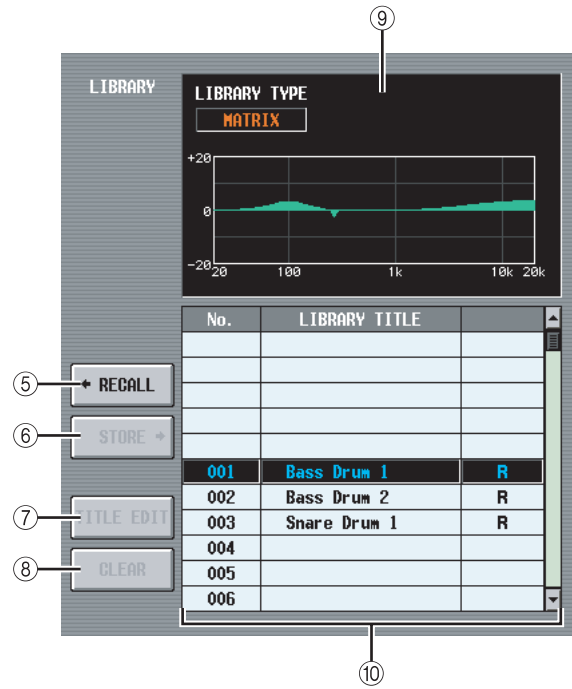 ⑨
LIBRARY
LIBRARY TYPE
MATRIX
+20
0
-20
20 100 1k 10k 20k
No. LIBRARY TITLE
⑤ ← RECALL
⑥ STORE →
001 Bass Drum 1 R
⑦ TITLE EDIT
002 Bass Drum 2 R
003 Snare Drum 1 R
004
⑧ CLEAR
005
006
⑩